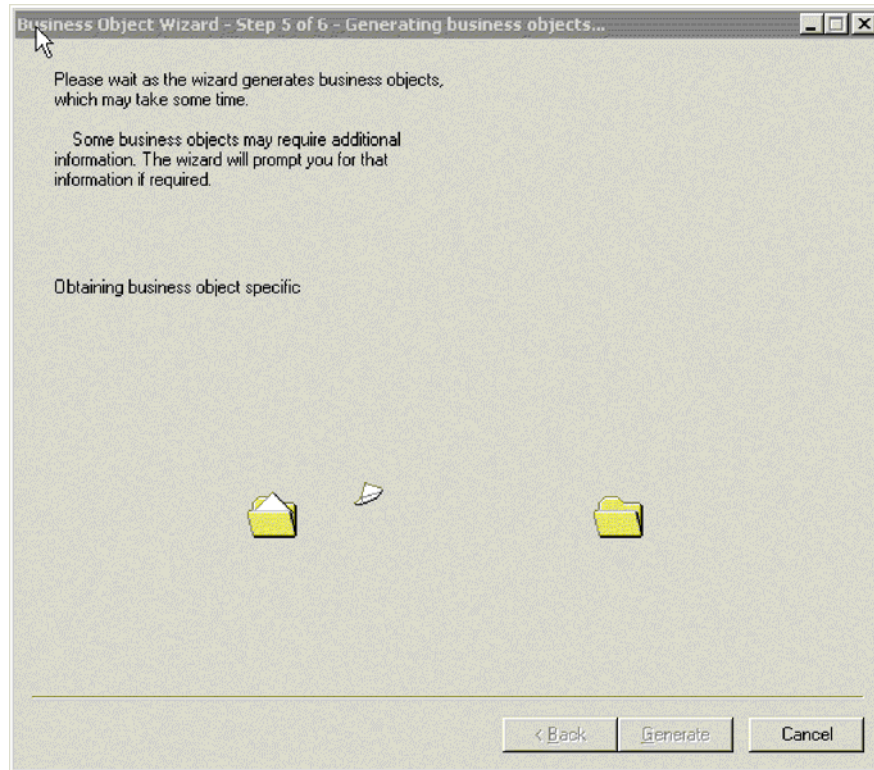 Business Object Wizard - Step 5 of 6 - Generating business objects...
Please wait as the wizard generates business objects,
which may take some time.
Some business objects may require additional
information. The wizard will prompt you for that
information if required.
Obtaining business object specific
< Back
Generate
Cancel